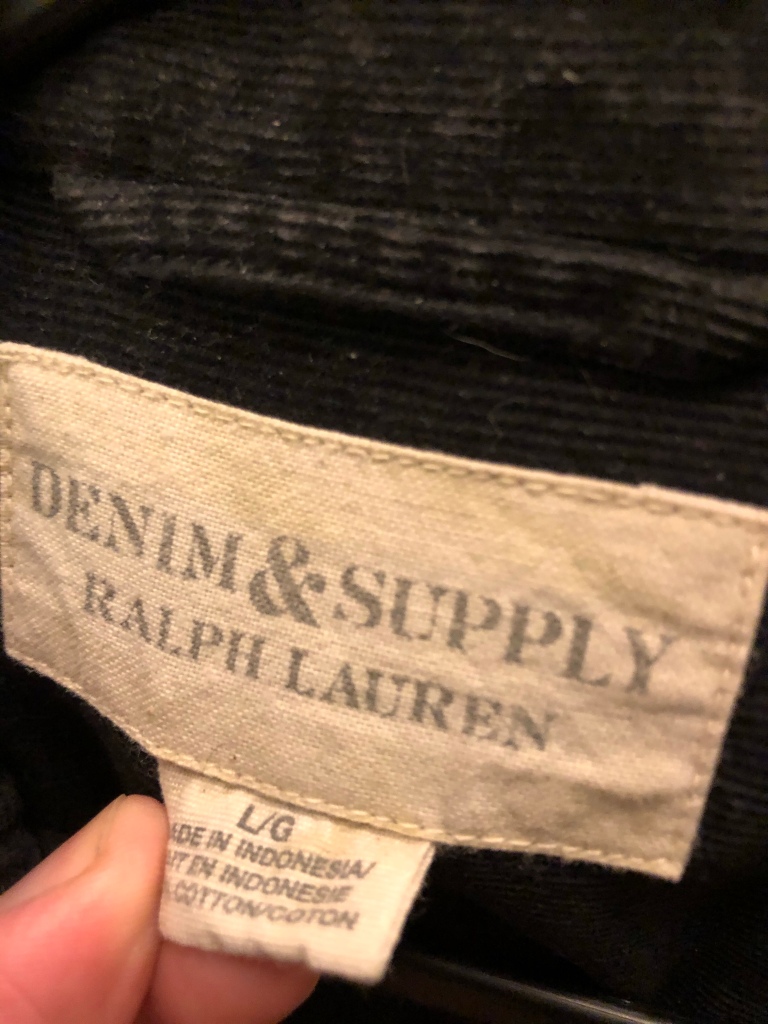 DENIM & SUPPLY
RALPH LAUREN
L/G
ADE IN INDONESIA/
IT EN INDONESIE
COTTON/COTON